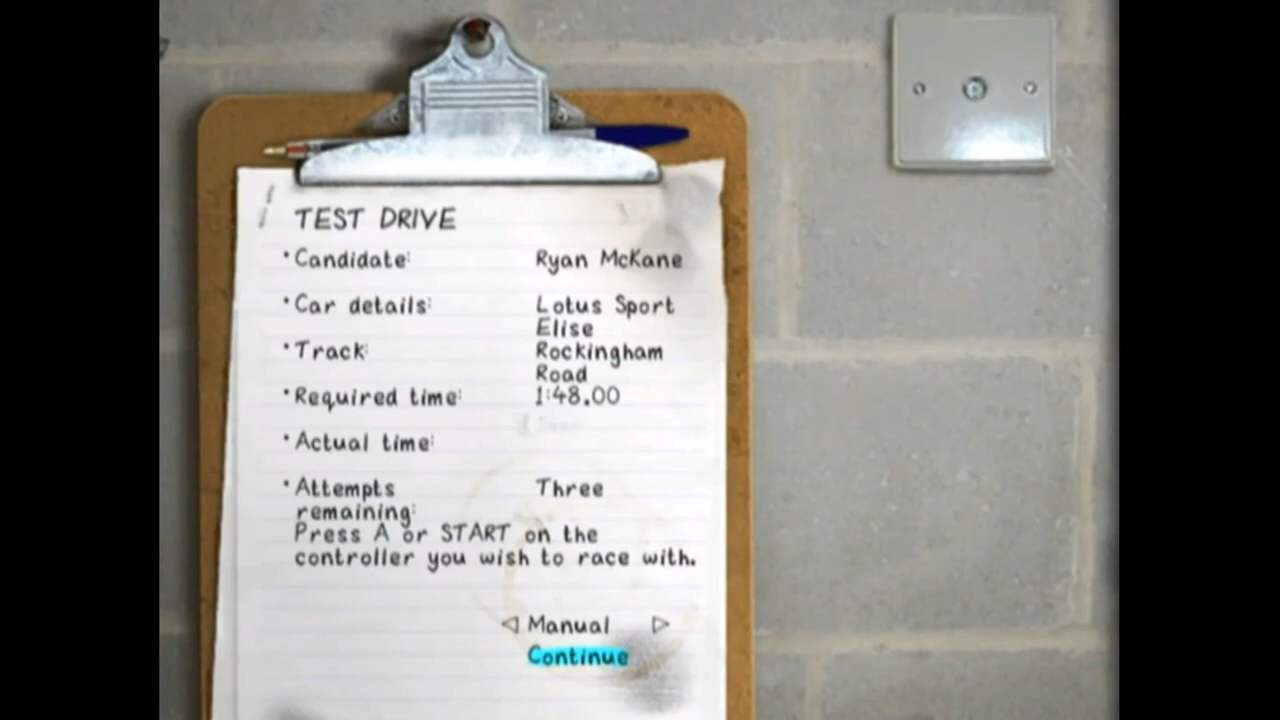 TEST DRIVE
• Candidate: Ryan McKane
• Car details: Lotus Sport
Elise
• Track: Rockingham
Road
• Required time: 1:48.00
• Actual time:
• Attempts Three
remaining:
Press A or START on the
controller you wish to race with.
◁ Manual ▷
Continue